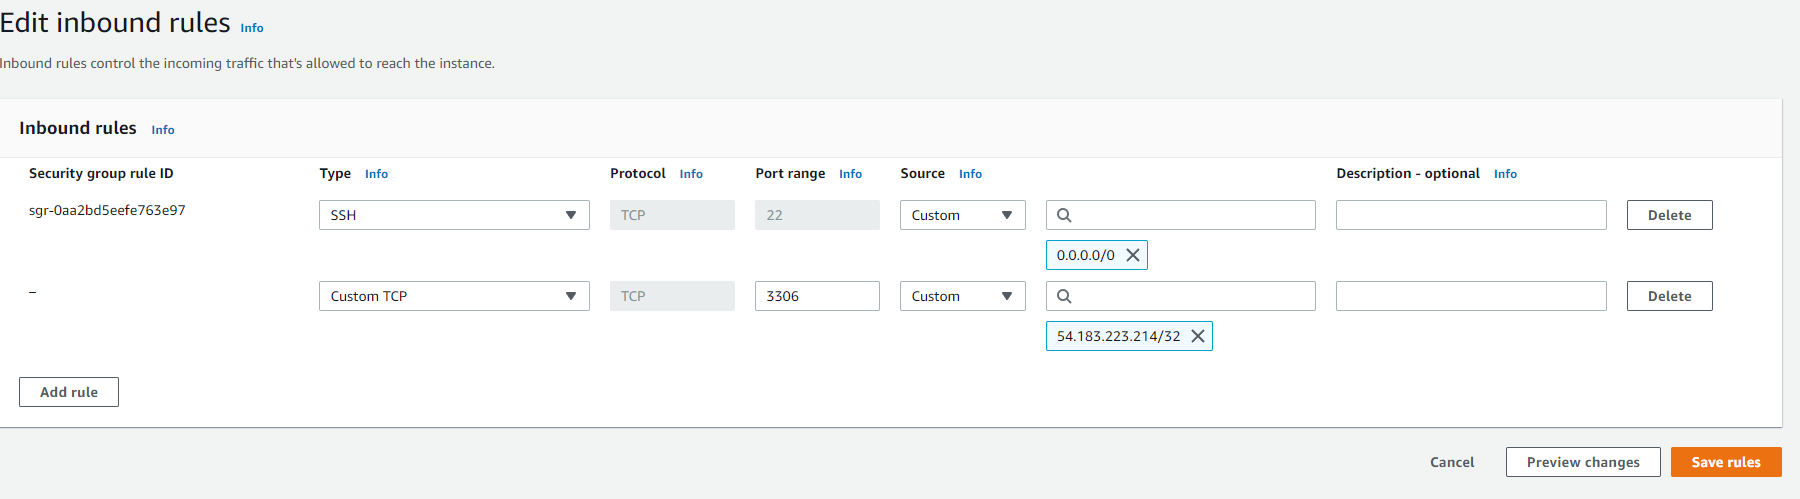 Edit inbound rules Info
Inbound rules control the incoming traffic that's allowed to reach the instance.
Inbound rules Info
Security group rule ID Type Info Protocol Info Port range Info Source Info Description - optional Info
sgr-0aa2bd5eefe763e97 SSH TCP 22 Custom Delete
0.0.0.0/0
– Custom TCP TCP 3306 Custom Delete
54.183.223.214/32
Add rule
Cancel Preview changes Save rules